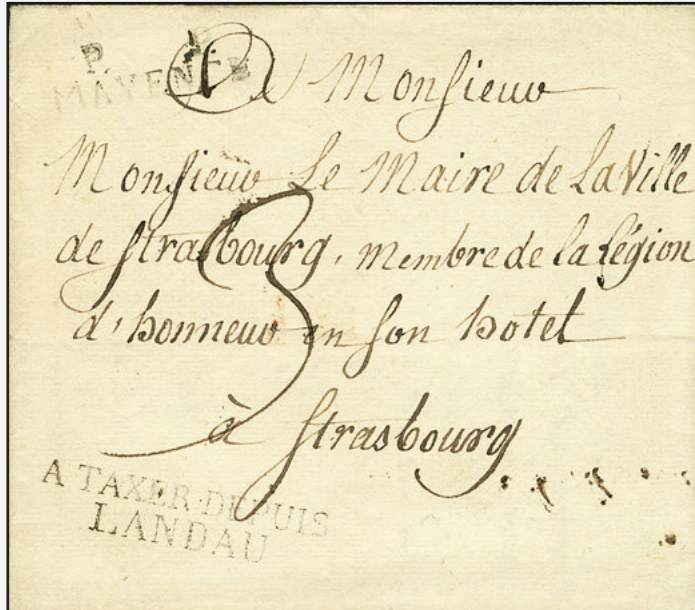 P. P.
MAYENCE
A Monsieur
Monsieur Le Maire de La Ville
de Strasbourg, membre de la Légion
d'honneur en son hotel
à Strasbourg
3
A TAXER DEPUIS
LANDAU